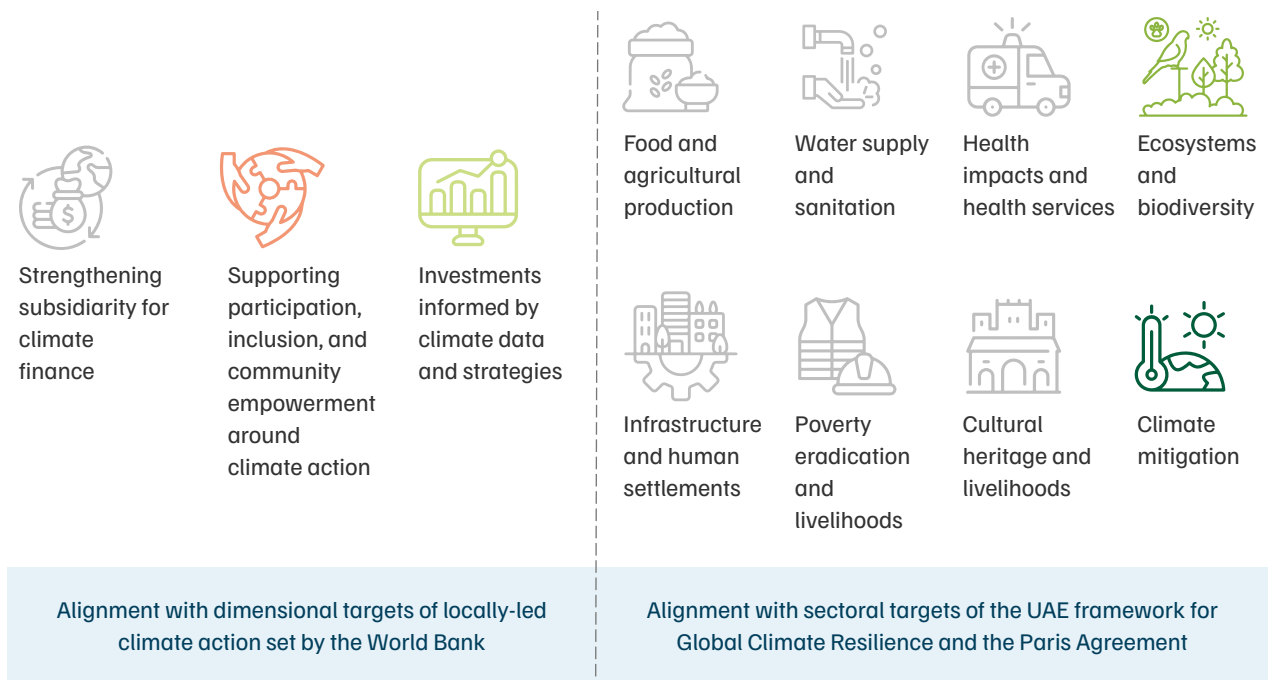 Strengthening
subsidiarity for
climate
finance
Supporting
participation,
inclusion, and
community
empowerment
around
climate action
Investments
informed by
climate data
and strategies
$
Alignment with dimensional targets of locally-led
climate action set by the World Bank
Food and
agricultural
production
Water supply
and
sanitation
Health
impacts and
health services
Ecosystems
and
biodiversity
Infrastructure
and human
settlements
Poverty
eradication
and
livelihoods
Cultural
heritage and
livelihoods
Climate
mitigation
Alignment with sectoral targets of the UAE framework for
Global Climate Resilience and the Paris Agreement